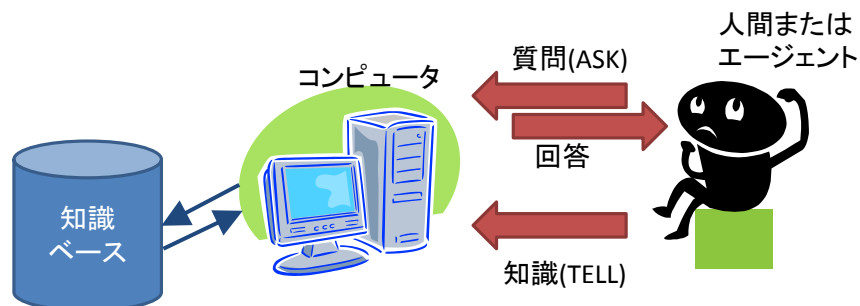 人間または
エージェント
質問(ASK)
コンピュータ
回答
知識
ベース
知識(TELL)